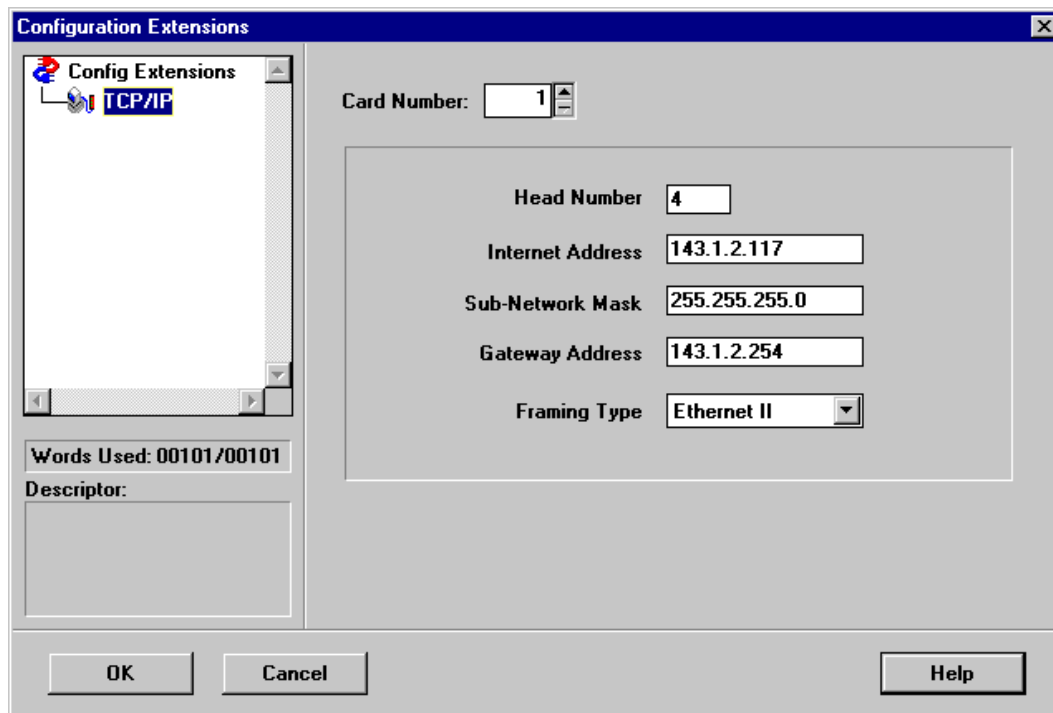 Configuration Extensions
Config Extensions
TCP/IP
Words Used: 00101/00101
Descriptor:
Card Number: 1
Head Number 4
Internet Address 143.1.2.117
Sub-Network Mask 255.255.255.0
Gateway Address 143.1.2.254
Framing Type Ethernet II
OK Cancel Help